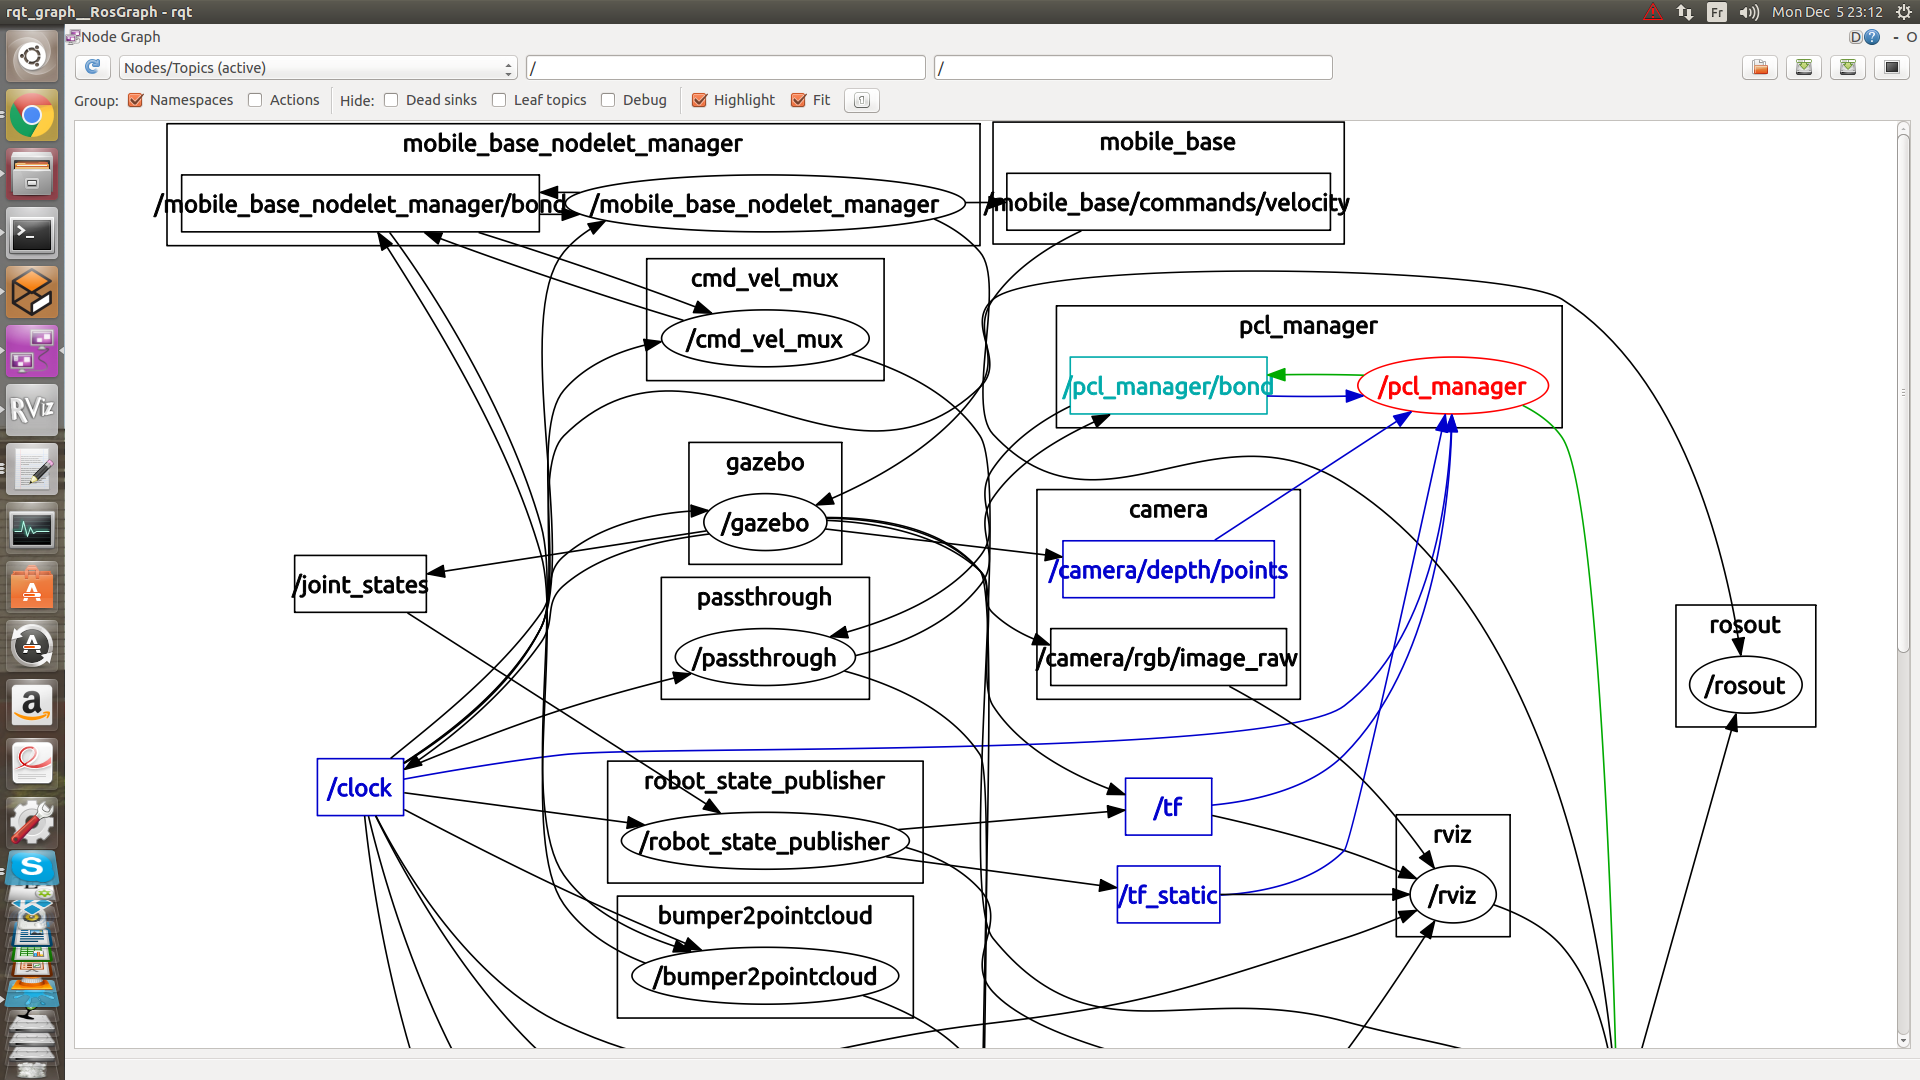 rqt_graph__RosGraph - rqt
Fr
Mon Dec 5 23:12
Node Graph
D
- O
Nodes/Topics (active)
/
/
Group:
Namespaces
Actions
Hide:
Dead sinks
Leaf topics
Debug
Highlight
Fit
mobile_base_nodelet_manager
/mobile_base_nodelet_manager/bond
/mobile_base_nodelet_manager
mobile_base
/mobile_base/commands/velocity
cmd_vel_mux
/cmd_vel_mux
pcl_manager
/pcl_manager/bond
/pcl_manager
gazebo
/gazebo
camera
/camera/depth/points
/camera/rgb/image_raw
/joint_states
passthrough
/passthrough
rosout
/rosout
/clock
robot_state_publisher
/robot_state_publisher
/tf
/tf_static
rviz
/rviz
bumper2pointcloud
/bumper2pointcloud
RViz